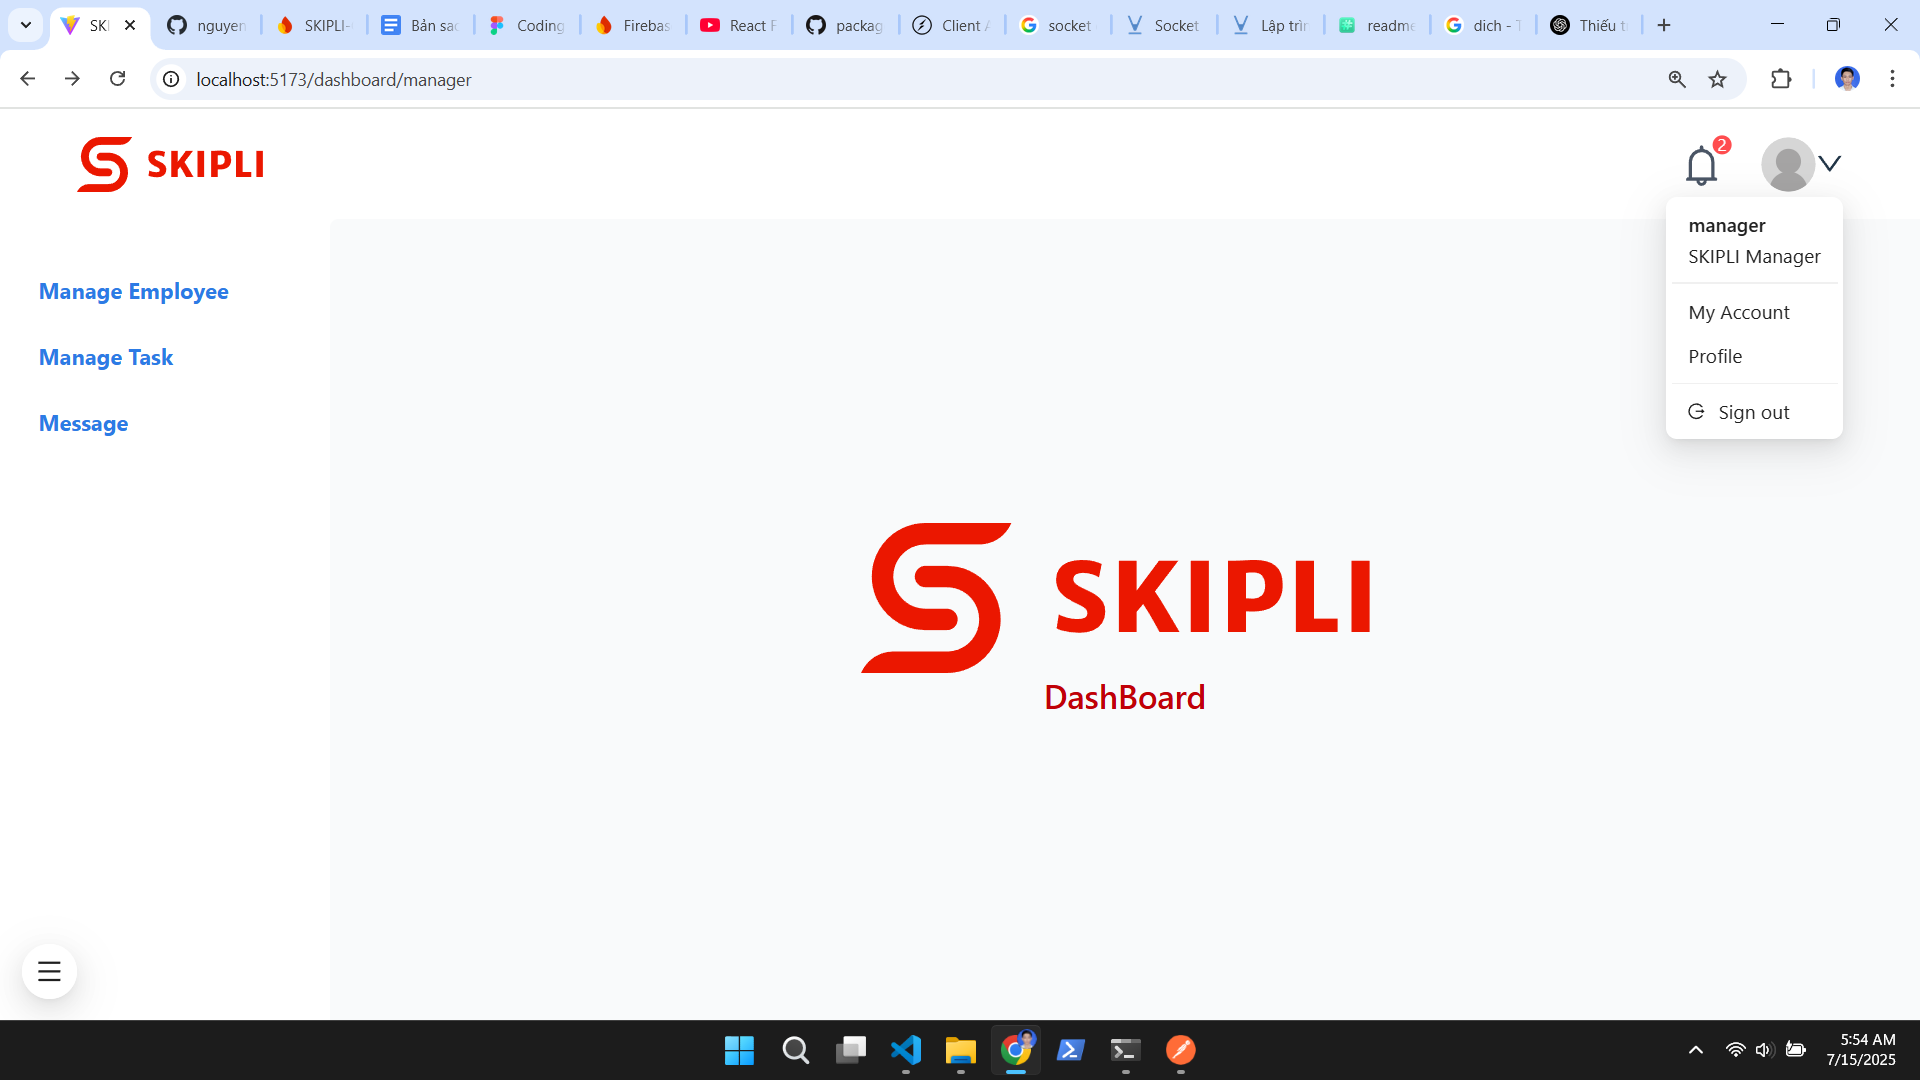 SKI
nguyen
SKIPLI-
Bản sao
Coding
Firebas
React F
packag
Client A
socket
Socket
Lập trìn
readme
dich - T
Thiếu t
localhost:5173/dashboard/manager
SKIPLI
2
manager
SKIPLI Manager
My Account
Profile
Sign out
Manage Employee
Manage Task
Message
SKIPLI
DashBoard
5:54 AM
7/15/2025